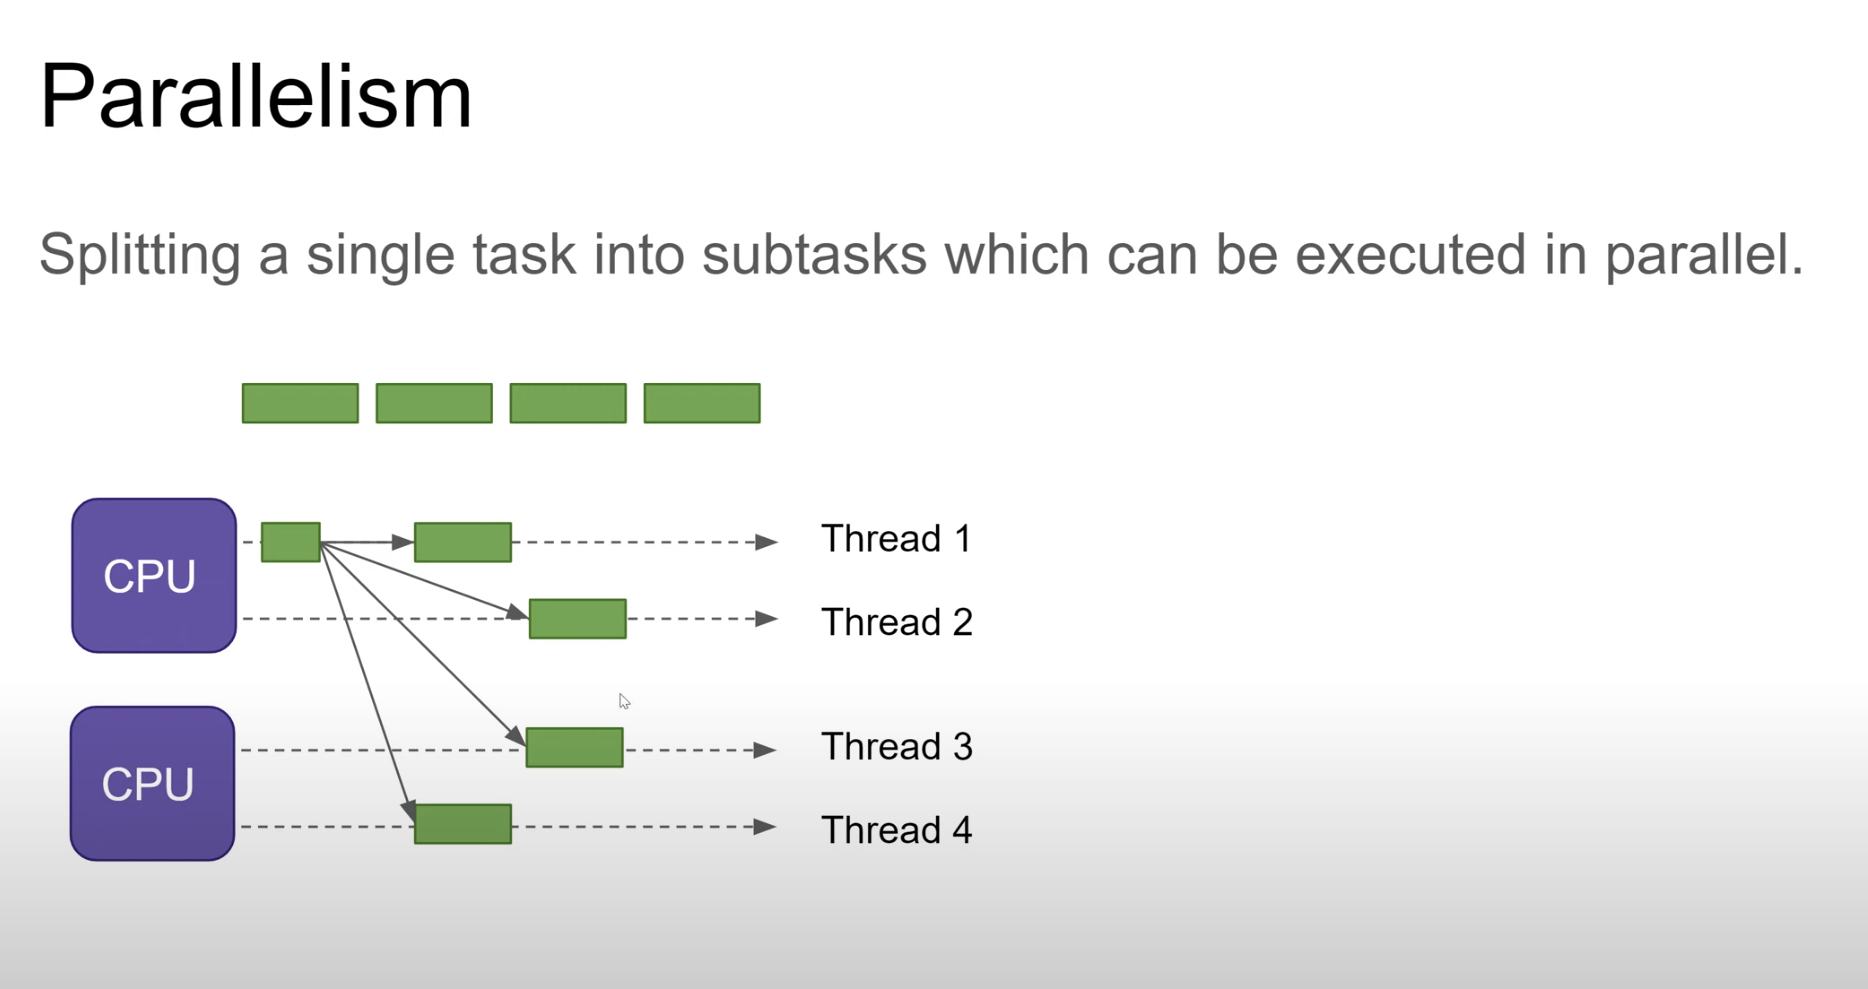 Parallelism
Splitting a single task into subtasks which can be executed in parallel.
CPU
Thread 1
Thread 2
CPU
Thread 3
Thread 4